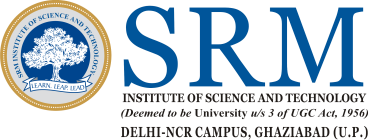 SRM INSTITUTE OF SCIENCE AND TECHNOLOGY
LEARN. LEAP. LEAD
SRM
INSTITUTE OF SCIENCE AND TECHNOLOGY
(Deemed to be University u/s 3 of UGC Act, 1956)
DELHI-NCR CAMPUS, GHAZIABAD (U.P.)